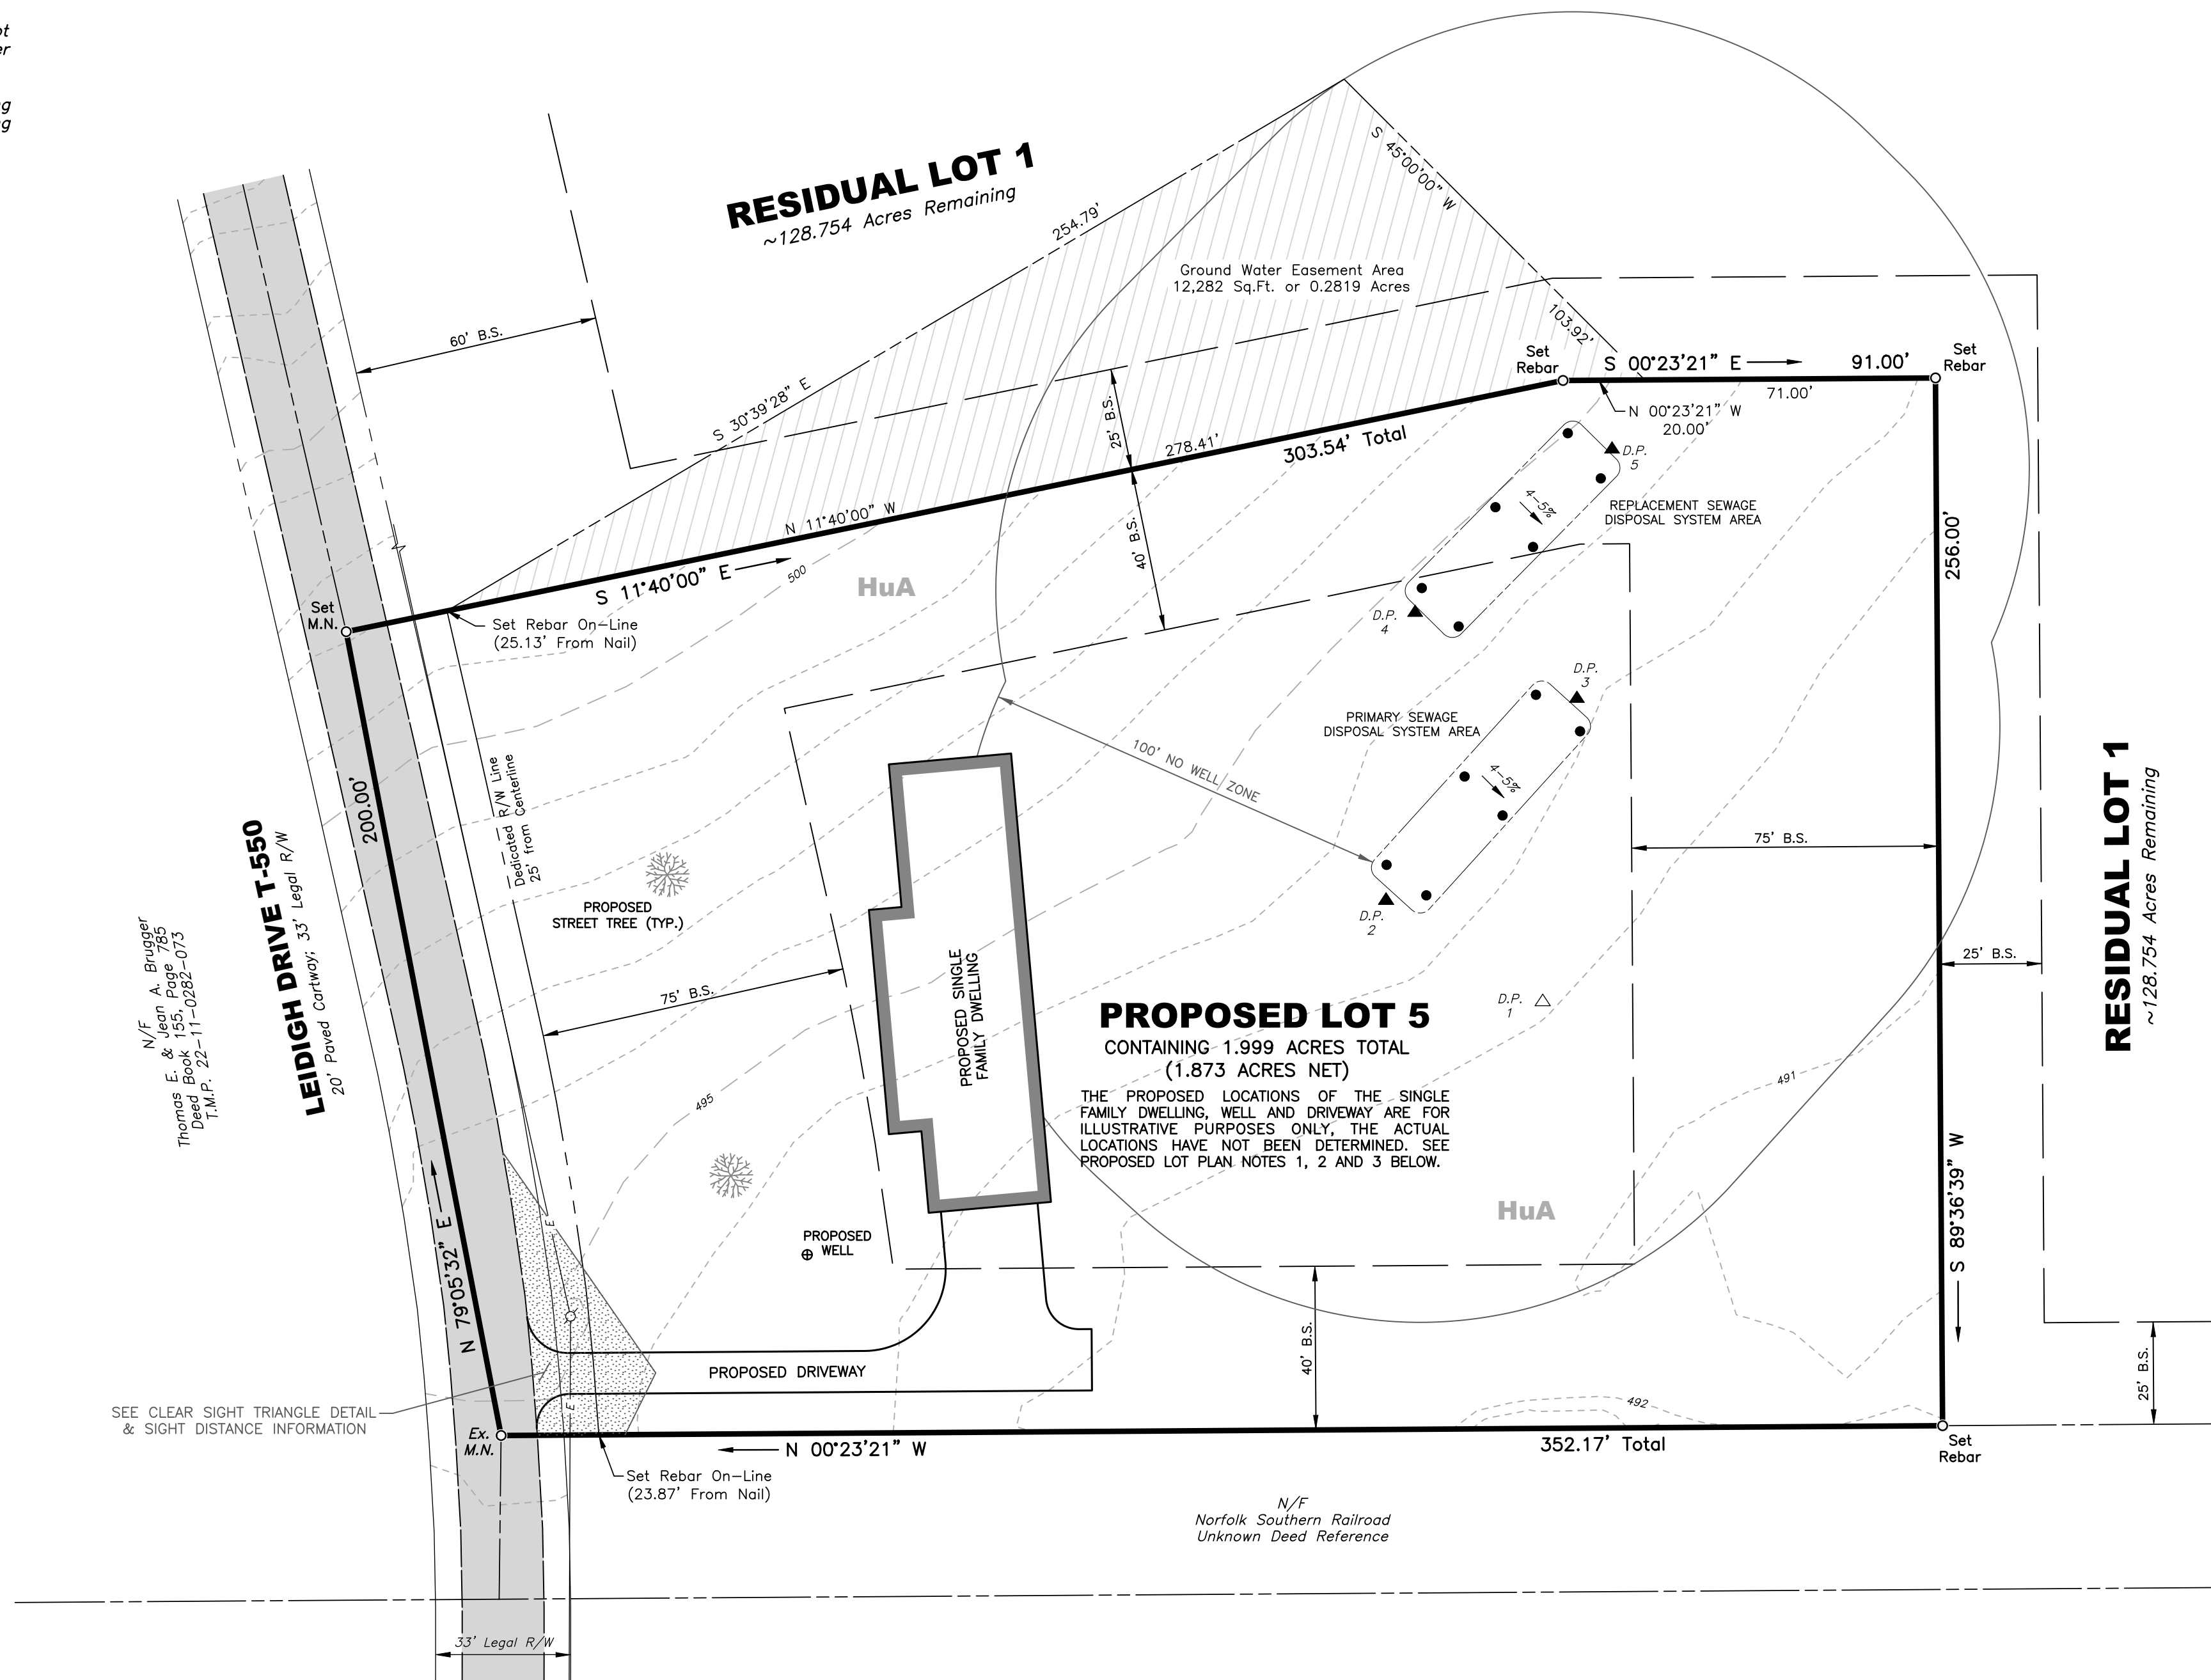 ot
er
ng
ng
RESIDUAL LOT 1
~128.754 Acres Remaining
S 45°00'00" W
254.79'
Ground Water Easement Area
12,282 Sq.Ft. or 0.2819 Acres
103.92'
60' B.S.
S 30°39'28" E
Set
Rebar
S 00°23'21" E
91.00'
Set
Rebar
71.00'
N 00°23'21" W
20.00'
25' B.S.
278.41'
303.54' Total
D.P.
5
4-5%
REPLACEMENT SEWAGE
DISPOSAL SYSTEM AREA
N 11°40'00" W
S 11°40'00" E
500
HuA
40' B.S.
256.00'
Set
M.N.
Set Rebar On-Line
(25.13' From Nail)
D.P.
4
D.P.
3
PRIMARY SEWAGE
DISPOSAL SYSTEM AREA
100' NO WELL ZONE
4-5%
Dedicated R/W Line
25' from Centerline
200.00'
75' B.S.
RESIDUAL LOT 1
~128.754 Acres Remaining
LEIDIGH DRIVE T-550
20' Paved Cartway; 33' Legal R/W
N/F
Thomas E. & Jean A. Brugger
Deed Book 155, Page 785
T.M.P. 22-11-0282-073
PROPOSED
STREET TREE (TYP.)
D.P.
2
25' B.S.
75' B.S.
PROPOSED SINGLE
FAMILY DWELLING
D.P.
1
PROPOSED LOT 5
CONTAINING 1.999 ACRES TOTAL
(1.873 ACRES NET)
THE PROPOSED LOCATIONS OF THE SINGLE
FAMILY DWELLING, WELL AND DRIVEWAY ARE FOR
ILLUSTRATIVE PURPOSES ONLY, THE ACTUAL
LOCATIONS HAVE NOT BEEN DETERMINED. SEE
PROPOSED LOT PLAN NOTES 1, 2 AND 3 BELOW.
491
495
HuA
S 89°36'39" W
N 79°05'32" E
E
PROPOSED
WELL
40' B.S.
25' B.S.
PROPOSED DRIVEWAY
SEE CLEAR SIGHT TRIANGLE DETAIL
& SIGHT DISTANCE INFORMATION
E
492
Ex.
M.N.
N 00°23'21" W
352.17' Total
Set
Rebar
Set Rebar On-Line
(23.87' From Nail)
N/F
Norfolk Southern Railroad
Unknown Deed Reference
33' Legal R/W